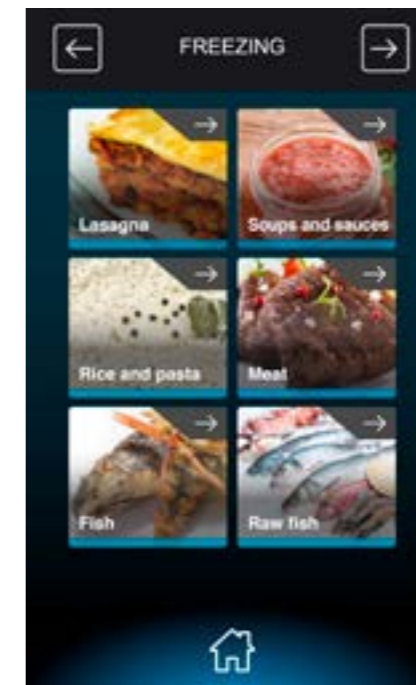 FREEZING
Lasagna
Soups and sauces
Rice and pasta
Meat
Fish
Raw fish